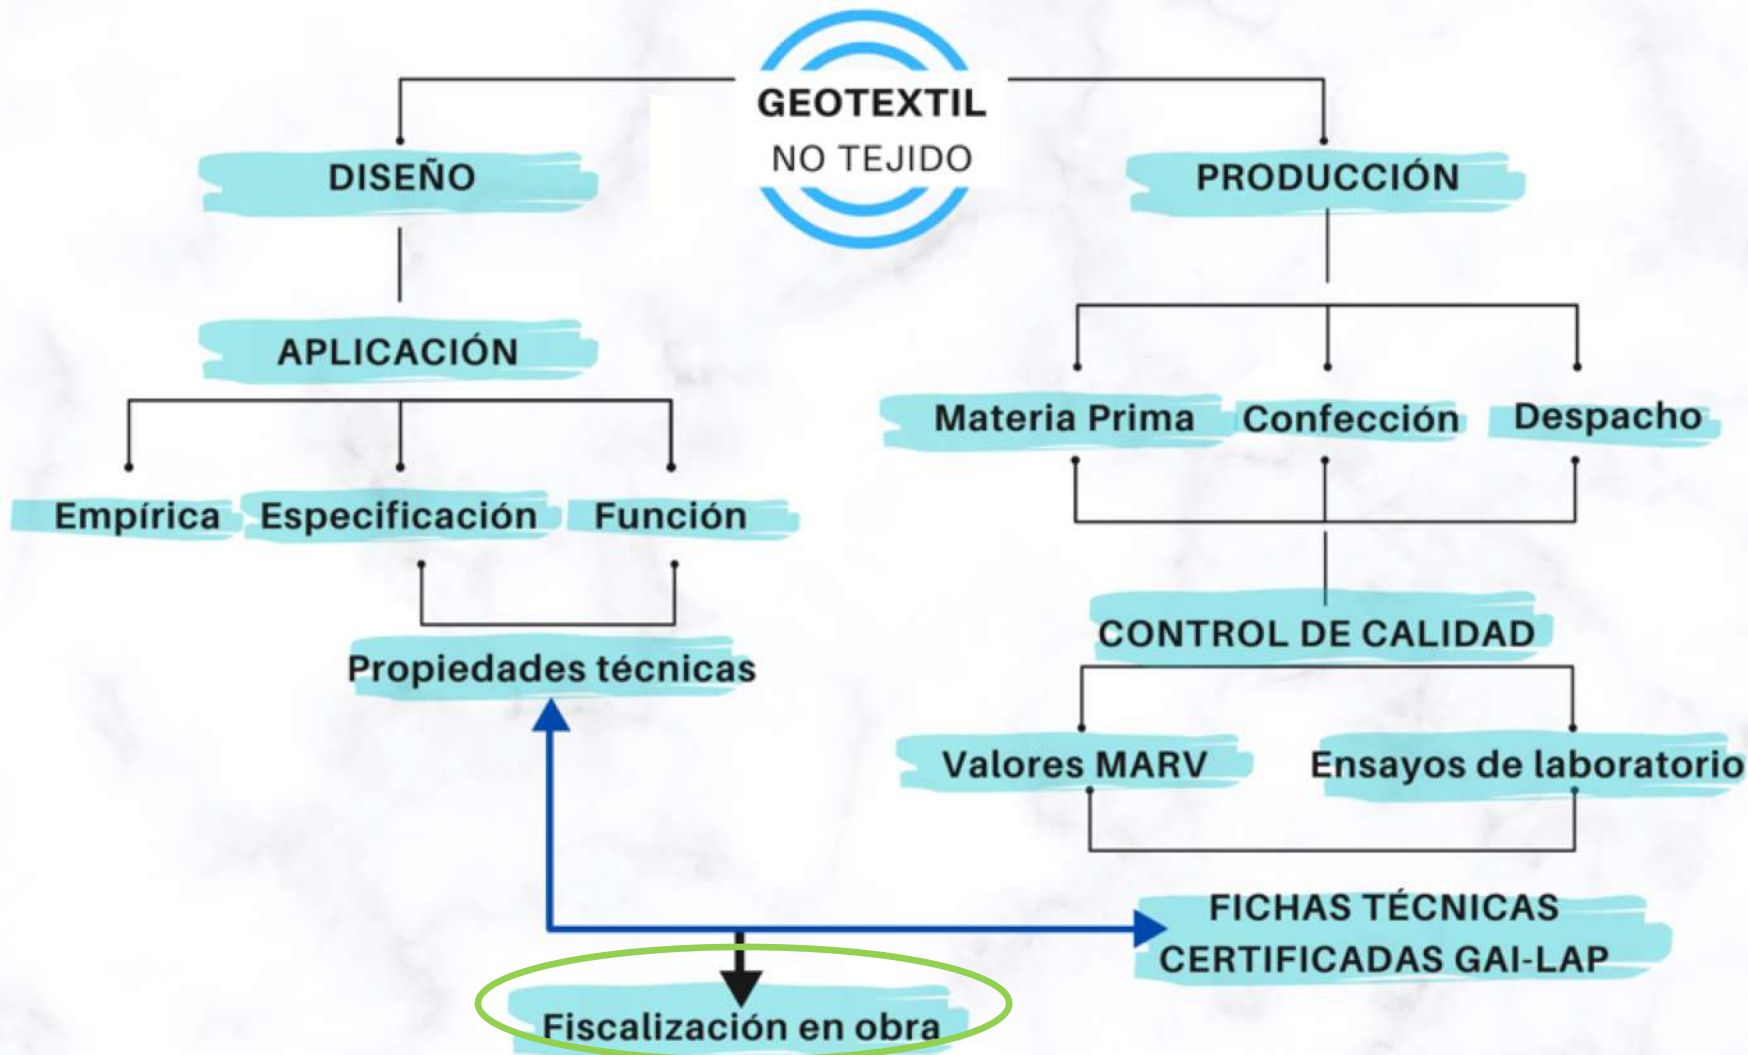 GEOTEXTIL
NO TEJIDO
DISEÑO
PRODUCCIÓN
APLICACIÓN
Materia Prima
Confección
Despacho
Empírica
Especificación
Función
CONTROL DE CALIDAD
Propiedades técnicas
Valores MARV
Ensayos de laboratorio
FICHAS TÉCNICAS
CERTIFICADAS GAI-LAP
Fiscalización en obra